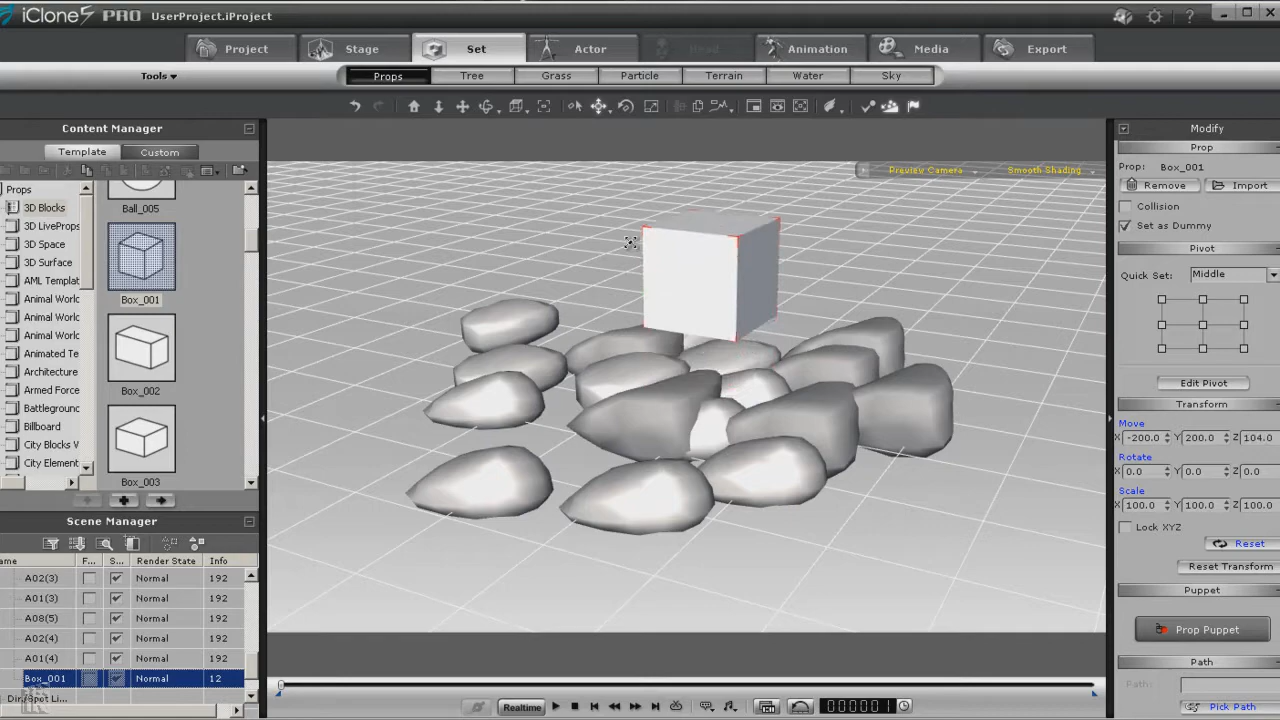 iClone5 PRO UserProject.iProject
Project Stage Set Actor Head Animation Media Export
Tools Props Tree Grass Particle Terrain Water Sky
Content Manager
Template Custom
Props
3D Blocks
3D LiveProps
3D Space
3D Surface
AML Templat
Animal World
Animal World
Animal World
Animated Te
Architecture
Armed Force
Battleground
Billboard
City Blocks W
City Element
Ball_005
Box_001
Box_002
Box_003
Scene Manager
ame F... S... Render State Info
A02(3) Normal 192
A01(3) Normal 192
A08(5) Normal 192
A02(4) Normal 192
A01(4) Normal 192
Box_001 Normal 12
Preview Camera Smooth Shading
Realtime 000001
Modify
Prop
Prop: Box_001
Remove Import
Collision
Set as Dummy
Pivot
Quick Set: Middle
Edit Pivot
Transform
Move
X -200.0 Y 200.0 Z 104.0
Rotate
X 0.0 Y 0.0 Z 0.0
Scale
X 100.0 Y 100.0 Z 100.0
Lock XYZ
Reset
Reset Transform
Puppet
Prop Puppet
Path
Path:
Pick Path